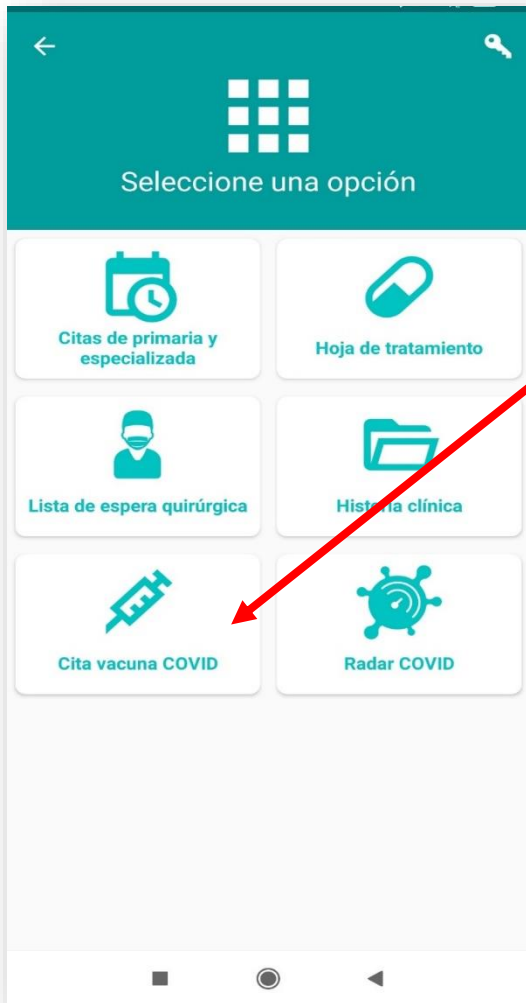 Seleccione una opción
Citas de primaria y
especializada
Hoja de tratamiento
Lista de espera quirúrgica
Historia clínica
Cita vacuna COVID
Radar COVID